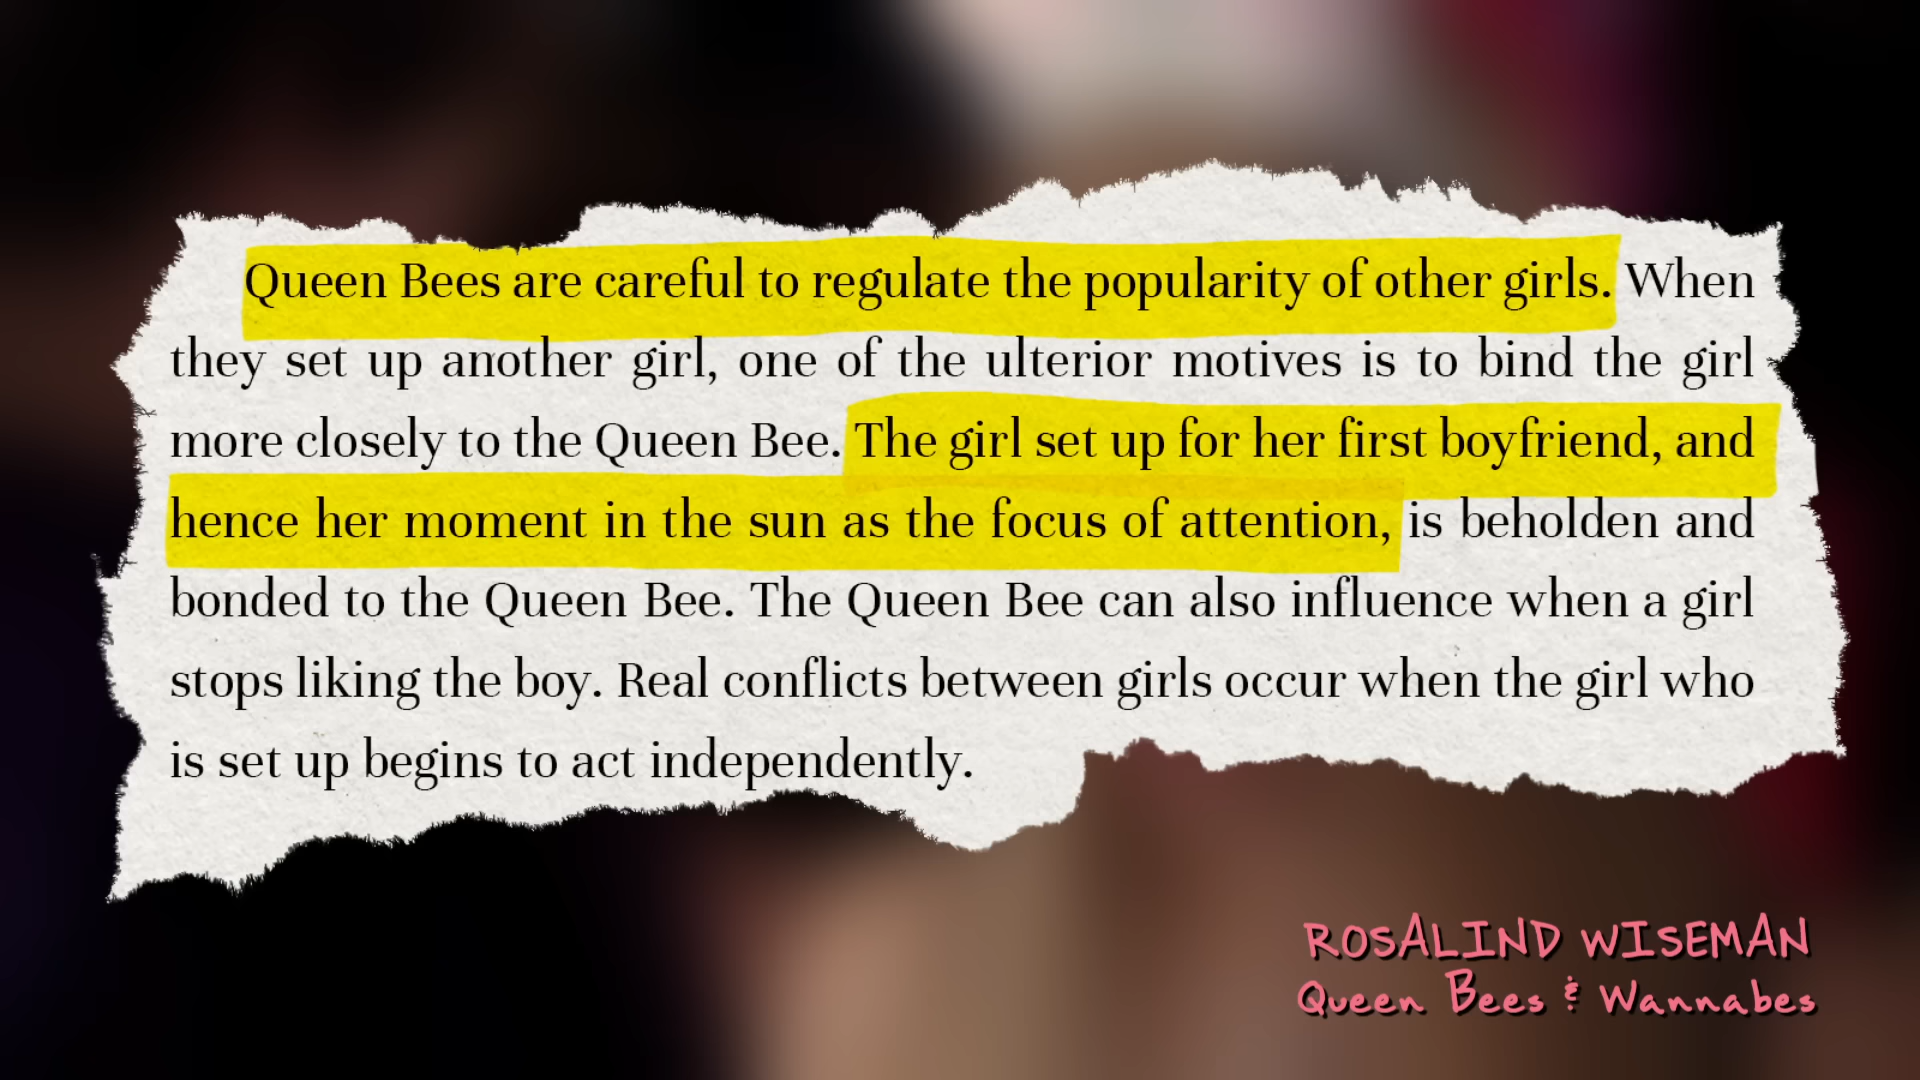 Queen Bees are careful to regulate the popularity of other girls. When
they set up another girl, one of the ulterior motives is to bind the girl
more closely to the Queen Bee. The girl set up for her first boyfriend, and
hence her moment in the sun as the focus of attention, is beholden and
bonded to the Queen Bee. The Queen Bee can also influence when a girl
stops liking the boy. Real conflicts between girls occur when the girl who
is set up begins to act independently.
ROSALIND WISEMAN
Queen Bees & Wannabes